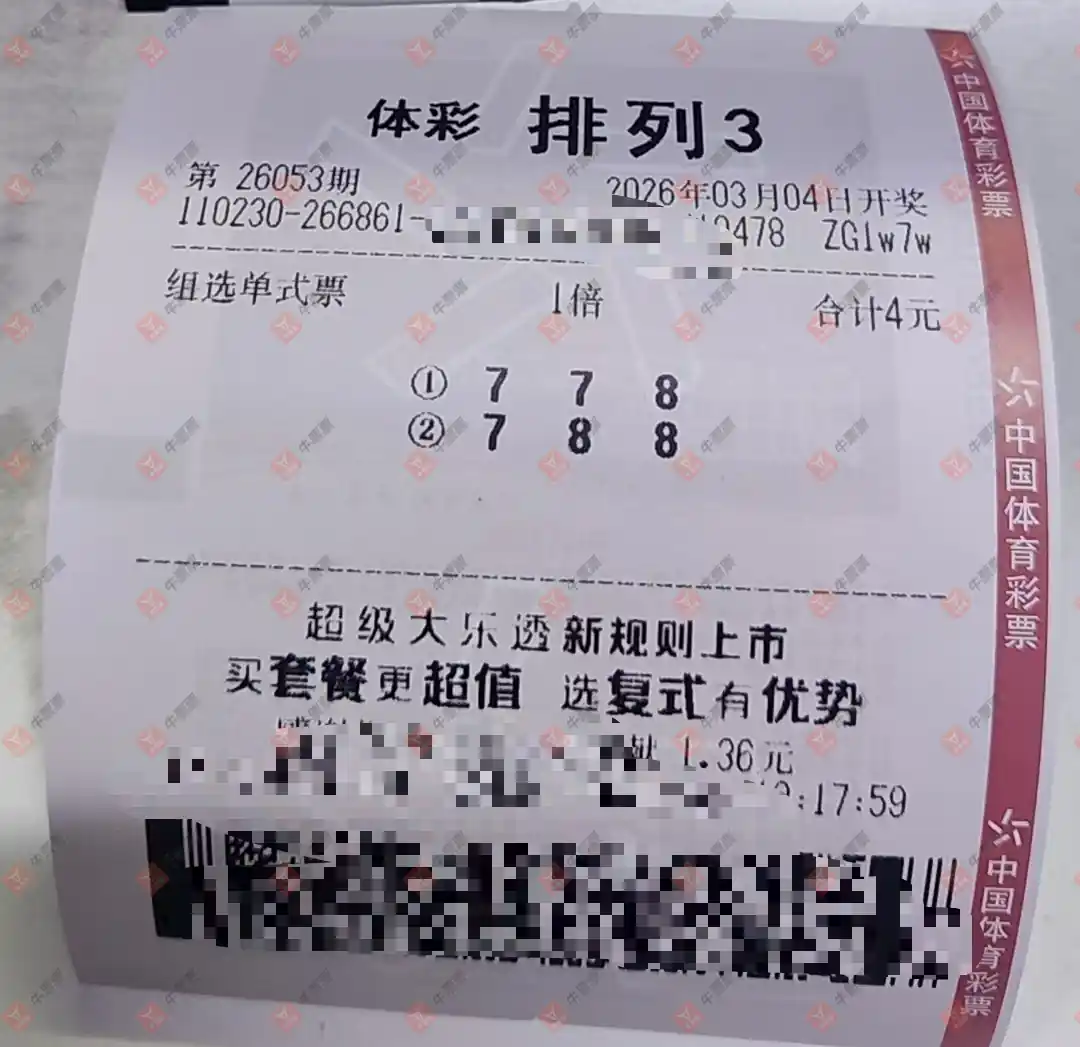 体彩 排列3
第 26053期 2026年03月04日开奖
110230-266861- 0478 ZG1w7w
组选单式票 1倍 合计4元
① 7 7 8
② 7 8 8
超级大乐透新规则上市
买套餐更超值 选复式有优势
献 1.36元
:17:59
中国体育彩票
中国体育彩票
中国体育彩票
牛票票